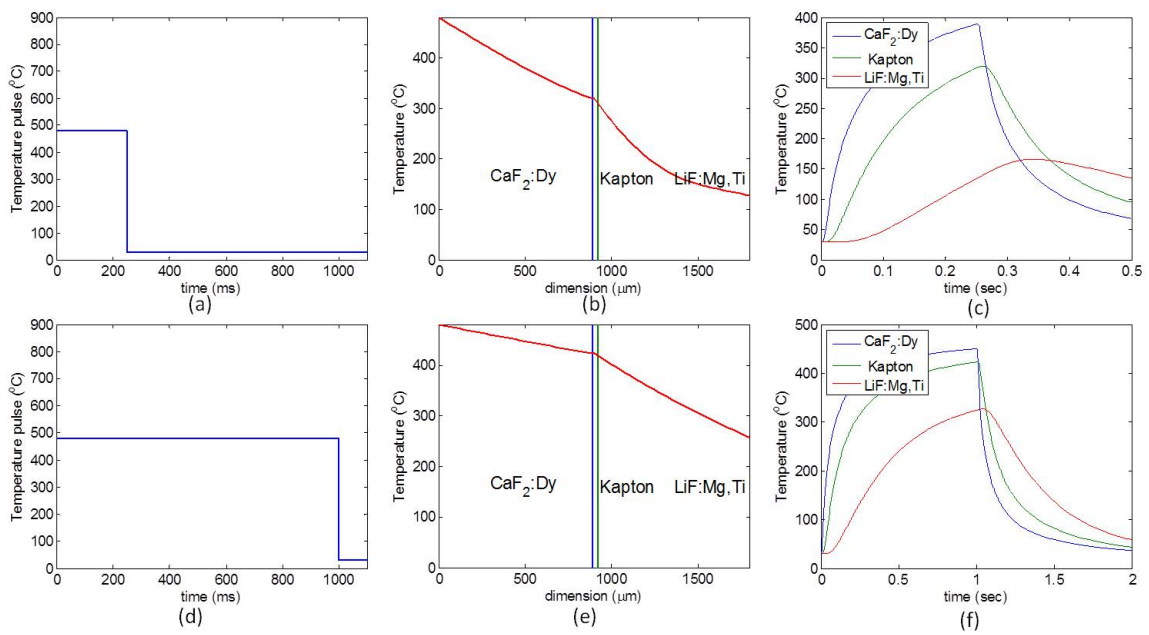 900
800
700
600
500
400
300
200
100
0
Temperature pulse (°C)
0 200 400 600 800 1000
time (ms)
(a)
400
300
200
100
0
Temperature (°C)
CaF2:Dy
Kapton
LiF:Mg,Ti
0 500 1000 1500
dimension (μm)
(b)
400
350
300
250
200
150
100
50
0
Temperature (°C)
CaF2:Dy
Kapton
LiF:Mg,Ti
0 0.1 0.2 0.3 0.4 0.5
time (sec)
(c)
900
800
700
600
500
400
300
200
100
0
Temperature pulse (°C)
0 200 400 600 800 1000
time (ms)
(d)
400
300
200
100
0
Temperature (°C)
CaF2:Dy
Kapton
LiF:Mg,Ti
0 500 1000 1500
dimension (μm)
(e)
500
400
300
200
100
0
Temperature (°C)
CaF2:Dy
Kapton
LiF:Mg,Ti
0 0.5 1 1.5 2
time (sec)
(f)